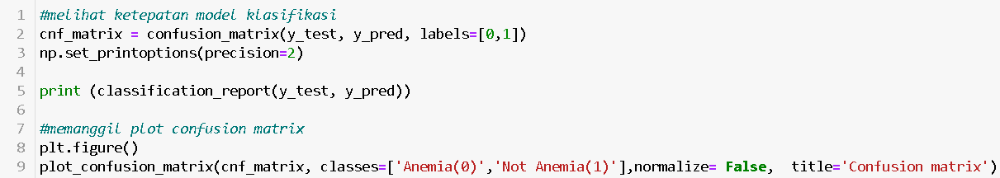 1 #melihat ketepatan model klasifikasi
2 cnf_matrix = confusion_matrix(y_test, y_pred, labels=[0,1])
3 np.set_printoptions(precision=2)
4
5 print (classification_report(y_test, y_pred))
6
7 #memanggil plot confusion matrix
8 plt.figure()
9 plot_confusion_matrix(cnf_matrix, classes=['Anemia(0)','Not Anemia(1)'],normalize= False,  title='Confusion matrix')